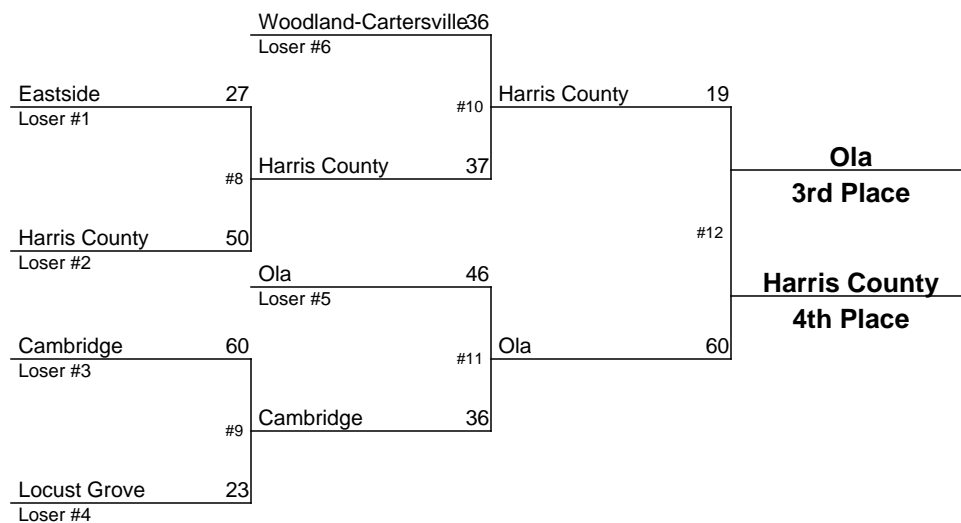 Woodland-Cartersville 36
Loser #6
Eastside 27
Loser #1
#10
Harris County 19
Ola
3rd Place
#8
Harris County 37
Harris County 50
Loser #2
#12
Ola 46
Loser #5
Harris County
4th Place
Cambridge 60
Loser #3
#11
Ola 60
#9
Cambridge 36
Locust Grove 23
Loser #4